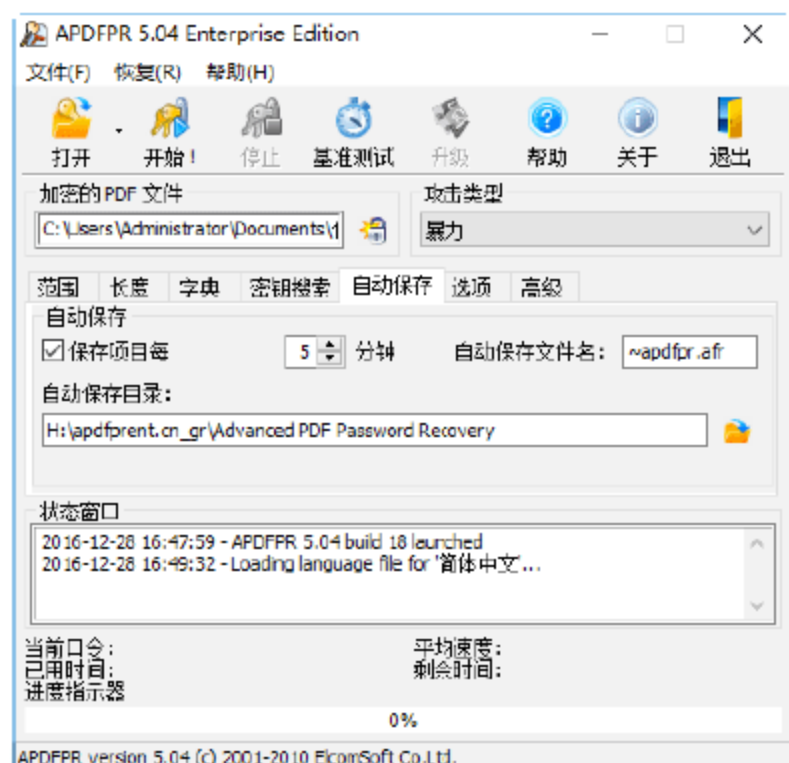 APDFPR 5.04 Enterprise Edition
文件(F) 恢复(R) 帮助(H)
打开 开始! 停止 基准测试 升级 帮助 关于 退出
加密的 PDF 文件 攻击类型
C:\Users\Administrator\Documents\1 暴力
范围 长度 字典 密钥搜索 自动保存 选项 高级
自动保存
保存项目每 5 分钟 自动保存文件名: ~apdfpr.afr
自动保存目录:
H:\apdfprent.cn_gr\Advanced PDF Password Recovery
状态窗口
2016-12-28 16:47:59 - APDFPR 5.04 build 18 launched
2016-12-28 16:49:32 - Loading language file for '简体中文'...
当前口令: 平均速度:
已用时间: 剩余时间:
进度指示器
0%
APDFPR version 5.04 (c) 2001-2010 ElcomSoft Co.Ltd.